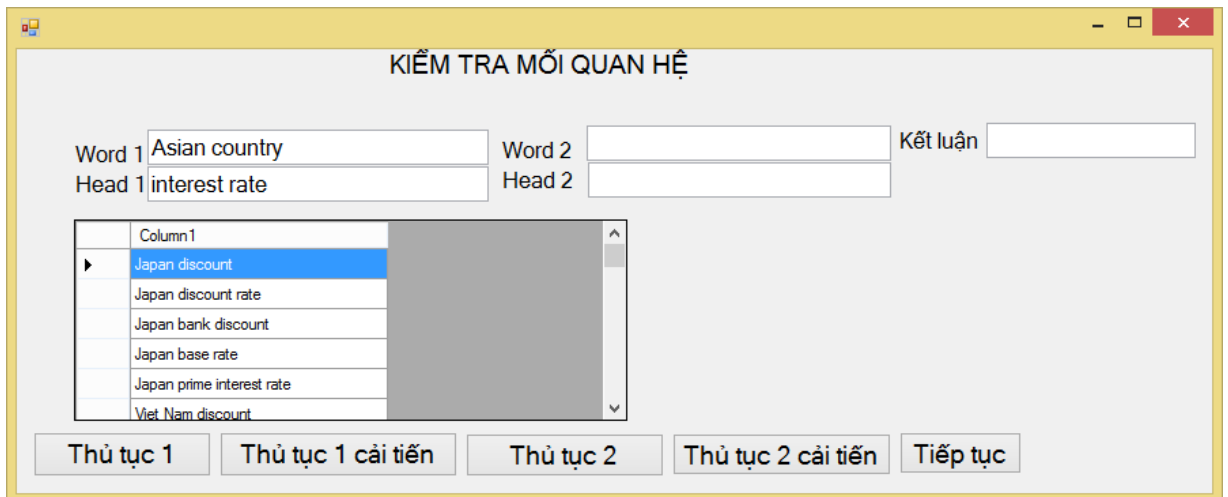 KIỂM TRA MỐI QUAN HỆ
Word 1 Asian country Word 2 Kết luận
Head 1 interest rate Head 2
Column1
Japan discount
Japan discount rate
Japan bank discount
Japan base rate
Japan prime interest rate
Viet Nam discount
Thủ tục 1 Thủ tục 1 cải tiến Thủ tục 2 Thủ tục 2 cải tiến Tiếp tục